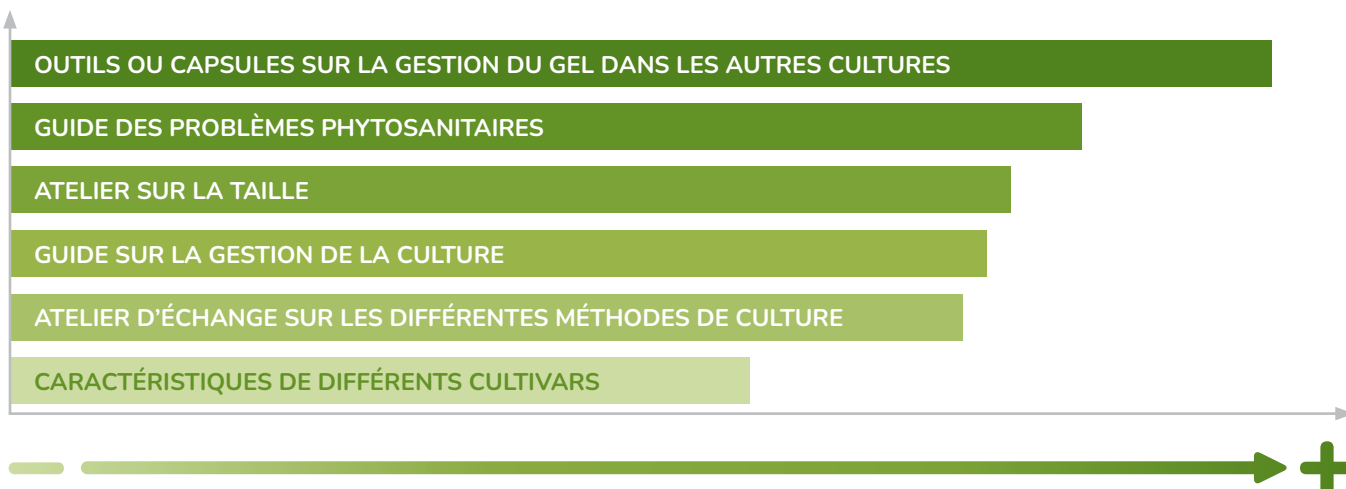 OUTILS OU CAPSULES SUR LA GESTION DU GEL DANS LES AUTRES CULTURES
GUIDE DES PROBLÈMES PHYTOSANITAIRES
ATELIER SUR LA TAILLE
GUIDE SUR LA GESTION DE LA CULTURE
ATELIER D’ÉCHANGE SUR LES DIFFÉRENTES MÉTHODES DE CULTURE
CARACTÉRISTIQUES DE DIFFÉRENTS CULTIVARS